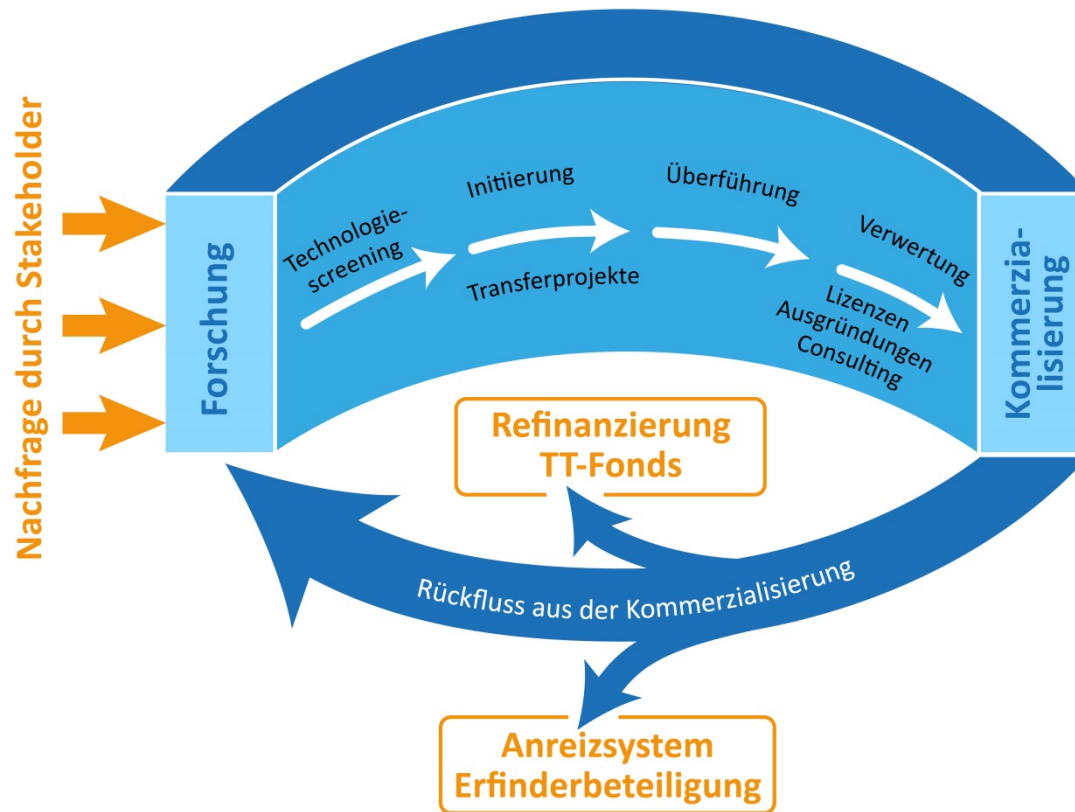 Nachfrage durch Stakeholder
Forschung
Technologie-
screening
Initiierung
Transferprojekte
Überführung
Verwertung
Lizenzen
Ausgründungen
Consulting
Kommerzia-
lisierung
Refinanzierung
TT-Fonds
Rückfluss aus der Kommerzialisierung
Anreizsystem
Erfinderbeteiligung